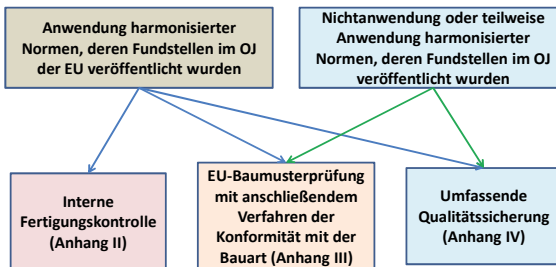 Anwendung harmonisierter
Normen, deren Fundstellen im OJ
der EU veröffentlicht wurden
Nichtanwendung oder teilweise
Anwendung harmonisierter
Normen, deren Fundstellen im OJ
veröffentlicht wurden
Interne
Fertigungskontrolle
(Anhang II)
EU-Baumusterprüfung
mit anschließendem
Verfahren der
Konformität mit der
Bauart (Anhang III)
Umfassende
Qualitätssicherung
(Anhang IV)